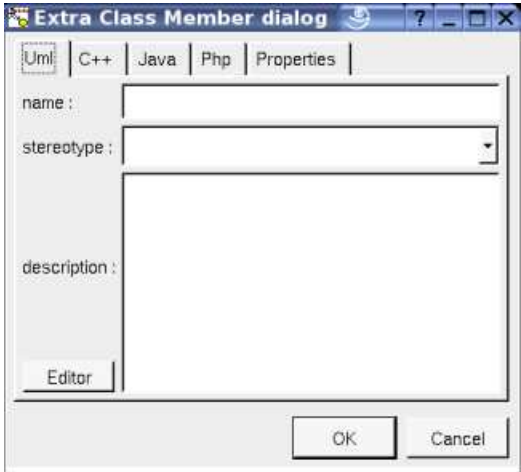 Extra Class Member dialog ? _ □ X
Uml C++ Java Php Properties
name :
stereotype :
description :
Editor
OK Cancel